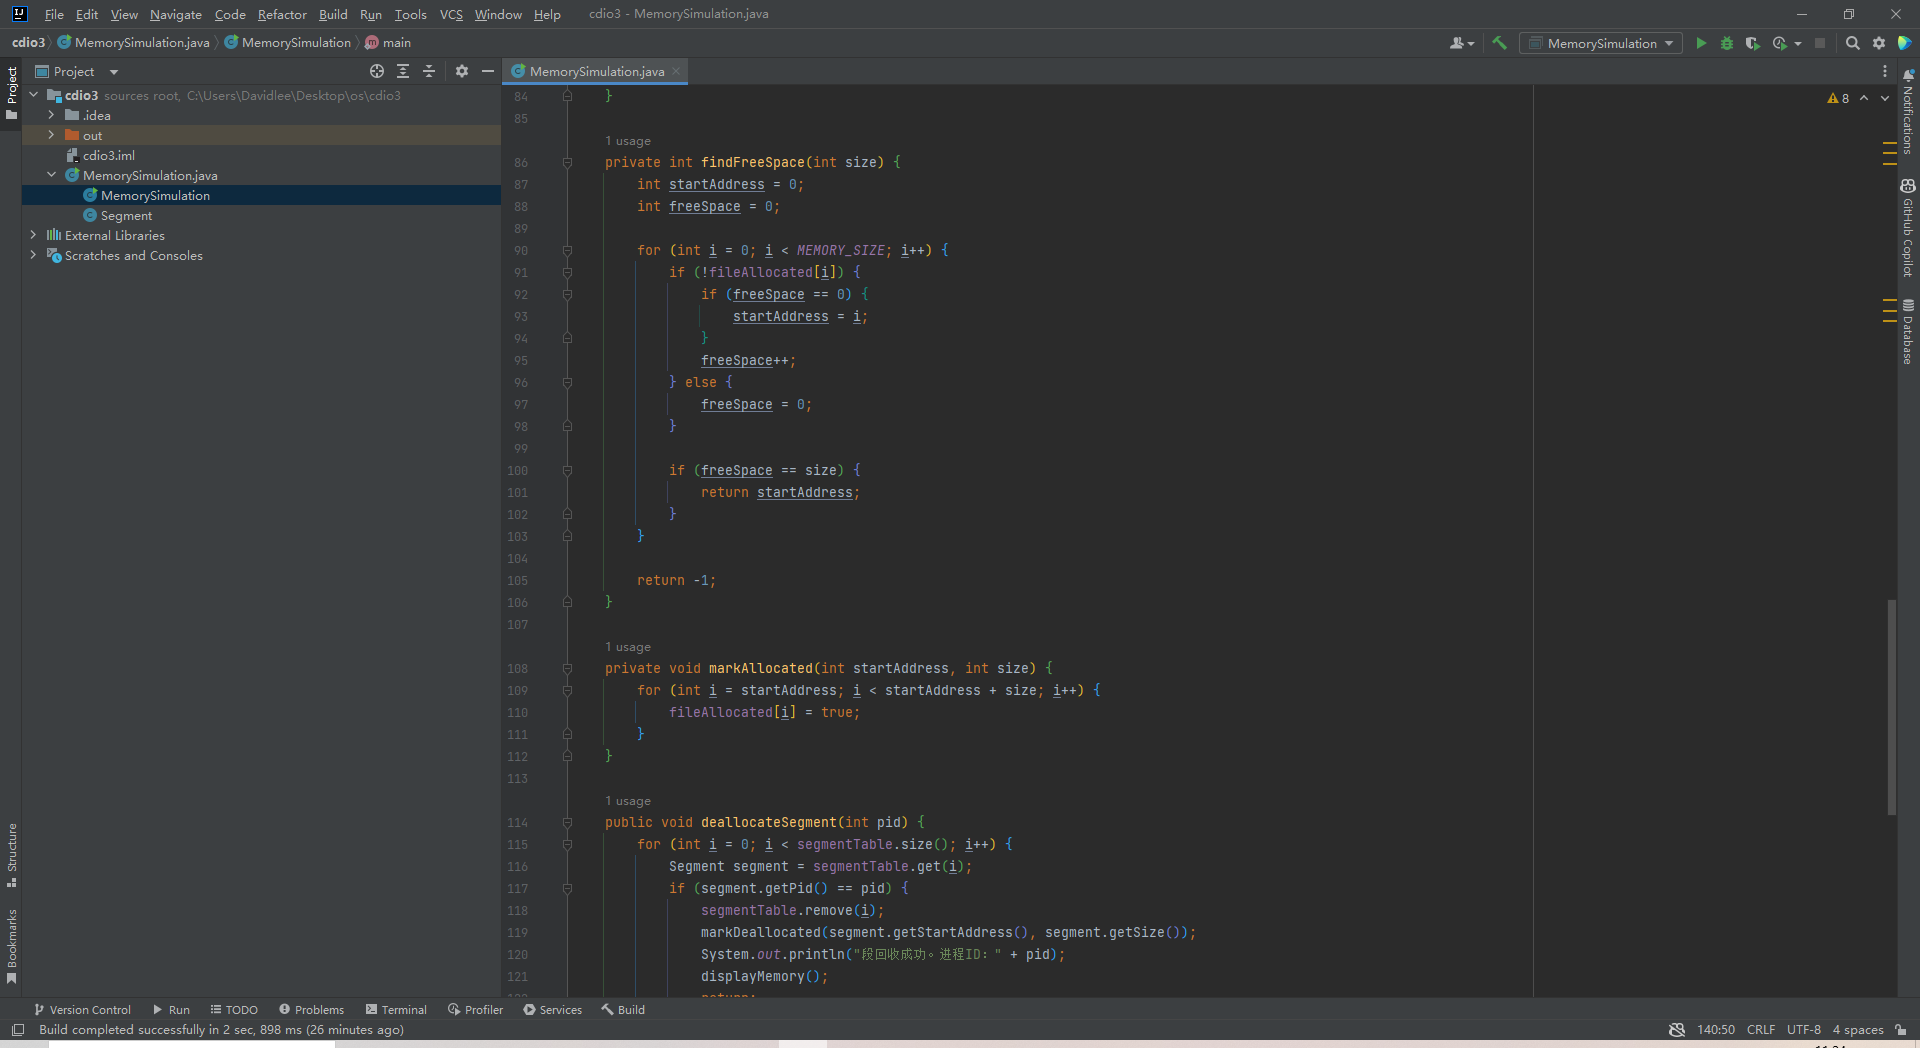 File Edit View Navigate Code Refactor Build Run Tools VCS Window Help cdio3 - MemorySimulation.java
cdio3 MemorySimulation.java MemorySimulation main
MemorySimulation
Project
MemorySimulation.java
Project
cdio3 sources root, C:\Users\Davidlee\Desktop\os\cdio3
.idea
out
cdio3.iml
MemorySimulation.java
MemorySimulation
Segment
External Libraries
Scratches and Consoles
Structure
Bookmarks
8
84 }
85
1 usage
86 private int findFreeSpace(int size) {
87 int startAddress = 0;
88 int freeSpace = 0;
89
90 for (int i = 0; i < MEMORY_SIZE; i++) {
91 if (!fileAllocated[i]) {
92 if (freeSpace == 0) {
93 startAddress = i;
94 }
95 freeSpace++;
96 } else {
97 freeSpace = 0;
98 }
99
100 if (freeSpace == size) {
101 return startAddress;
102 }
103 }
104
105 return -1;
106 }
107
1 usage
108 private void markAllocated(int startAddress, int size) {
109 for (int i = startAddress; i < startAddress + size; i++) {
110 fileAllocated[i] = true;
111 }
112 }
113
1 usage
114 public void deallocateSegment(int pid) {
115 for (int i = 0; i < segmentTable.size(); i++) {
116 Segment segment = segmentTable.get(i);
117 if (segment.getPid() == pid) {
118 segmentTable.remove(i);
119 markDeallocated(segment.getStartAddress(), segment.getSize());
120 System.out.println("段回收成功。进程ID: " + pid);
121 displayMemory();
Notifications
GitHub Copilot
Database
Version Control Run TODO Problems Terminal Profiler Services Build
Build completed successfully in 2 sec, 898 ms (26 minutes ago)
140:50 CRLF UTF-8 4 spaces